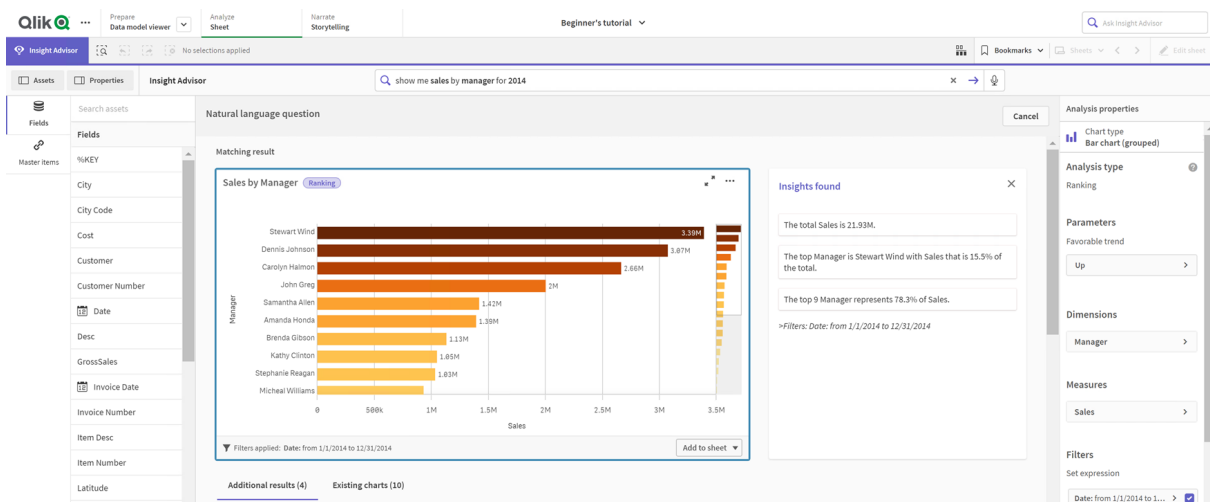 Qlik
Prepare
Data model viewer
Analyze
Sheet
Narrate
Storytelling
Beginner's tutorial
Ask Insight Advisor
Insight Advisor
No selections applied
Bookmarks
Sheets
Edit sheet
Assets
Properties
Insight Advisor
show me sales by manager for 2014
Fields
Master items
Search assets
Fields
%KEY
City
City Code
Cost
Customer
Customer Number
Date
Desc
GrossSales
Invoice Date
Invoice Number
Item Desc
Item Number
Latitude
Natural language question
Cancel
Matching result
Sales by Manager Ranking
Manager
Stewart Wind 3.39M
Dennis Johnson 3.07M
Carolyn Halmon 2.66M
John Greg 2M
Samantha Allen 1.42M
Amanda Honda 1.39M
Brenda Gibson 1.13M
Kathy Clinton 1.05M
Stephanie Reagan 1.03M
Micheal Williams
0 500k 1M 1.5M 2M 2.5M 3M 3.5M
Sales
Filters applied: Date: from 1/1/2014 to 12/31/2014
Add to sheet
Insights found
The total Sales is 21.93M.
The top Manager is Stewart Wind with Sales that is 15.5% of
the total.
The top 9 Manager represents 78.3% of Sales.
>Filters: Date: from 1/1/2014 to 12/31/2014
Additional results (4)
Existing charts (10)
Analysis properties
Chart type
Bar chart (grouped)
Analysis type
Ranking
Parameters
Favorable trend
Up
Dimensions
Manager
Measures
Sales
Filters
Set expression
Date: from 1/1/2014 to 1...